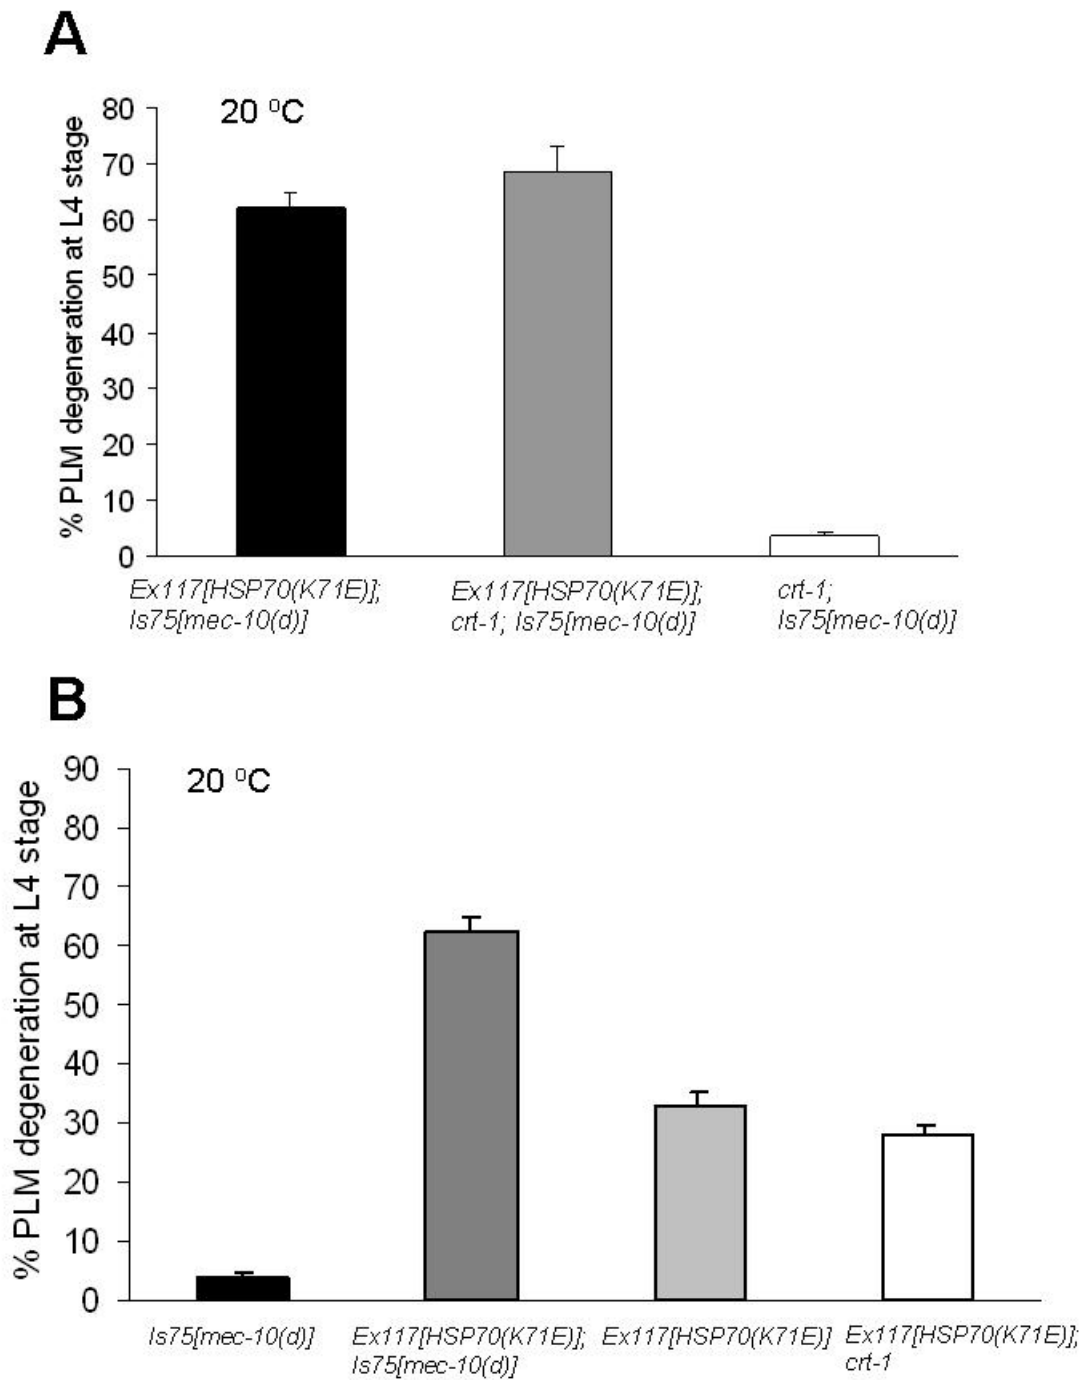 A
20 °C
% PLM degeneration at L4 stage
80
70
60
50
40
30
20
10
0
Ex117[HSP70(K71E)];
Is75[mec-10(d)]
Ex117[HSP70(K71E)];
crt-1; Is75[mec-10(d)]
crt-1;
Is75[mec-10(d)]
B
20 °C
% PLM degeneration at L4 stage
90
80
70
60
50
40
30
20
10
0
Is75[mec-10(d)]
Ex117[HSP70(K71E)];
Is75[mec-10(d)]
Ex117[HSP70(K71E)]
Ex117[HSP70(K71E)];
crt-1